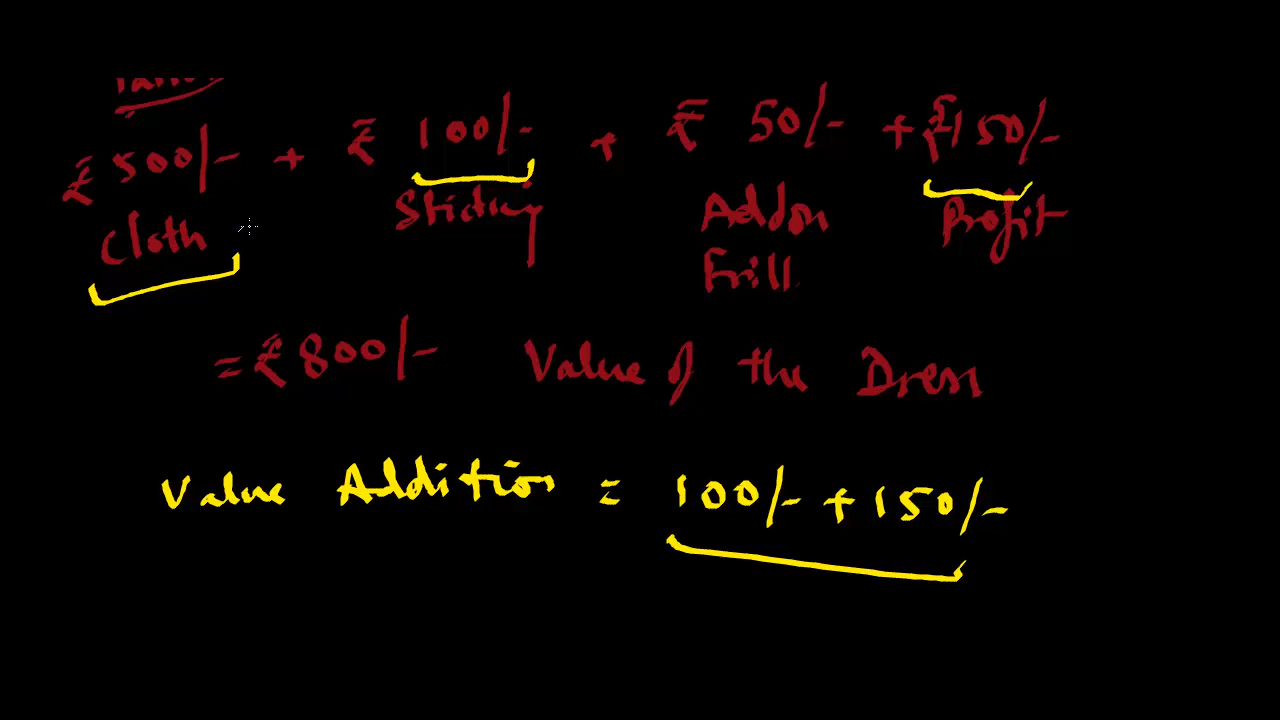 ₹ 500/- + ₹ 100/- + ₹ 50/- + ₹150/-
Cloth Stiching Addon Profit
Frill
= ₹ 800/- Value of the Dress
Value Addition = 100/- + 150/-